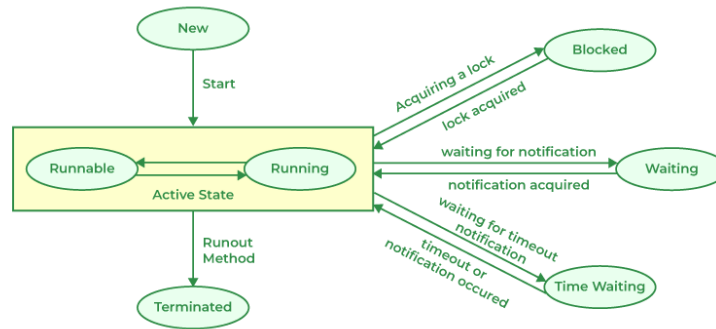 New
Start
Blocked
Acquiring a lock
lock acquired
Runnable
Running
Active State
waiting for notification
notification acquired
Waiting
waiting for timeout
notification
timeout or
notification occured
Time Waiting
Runout
Method
Terminated